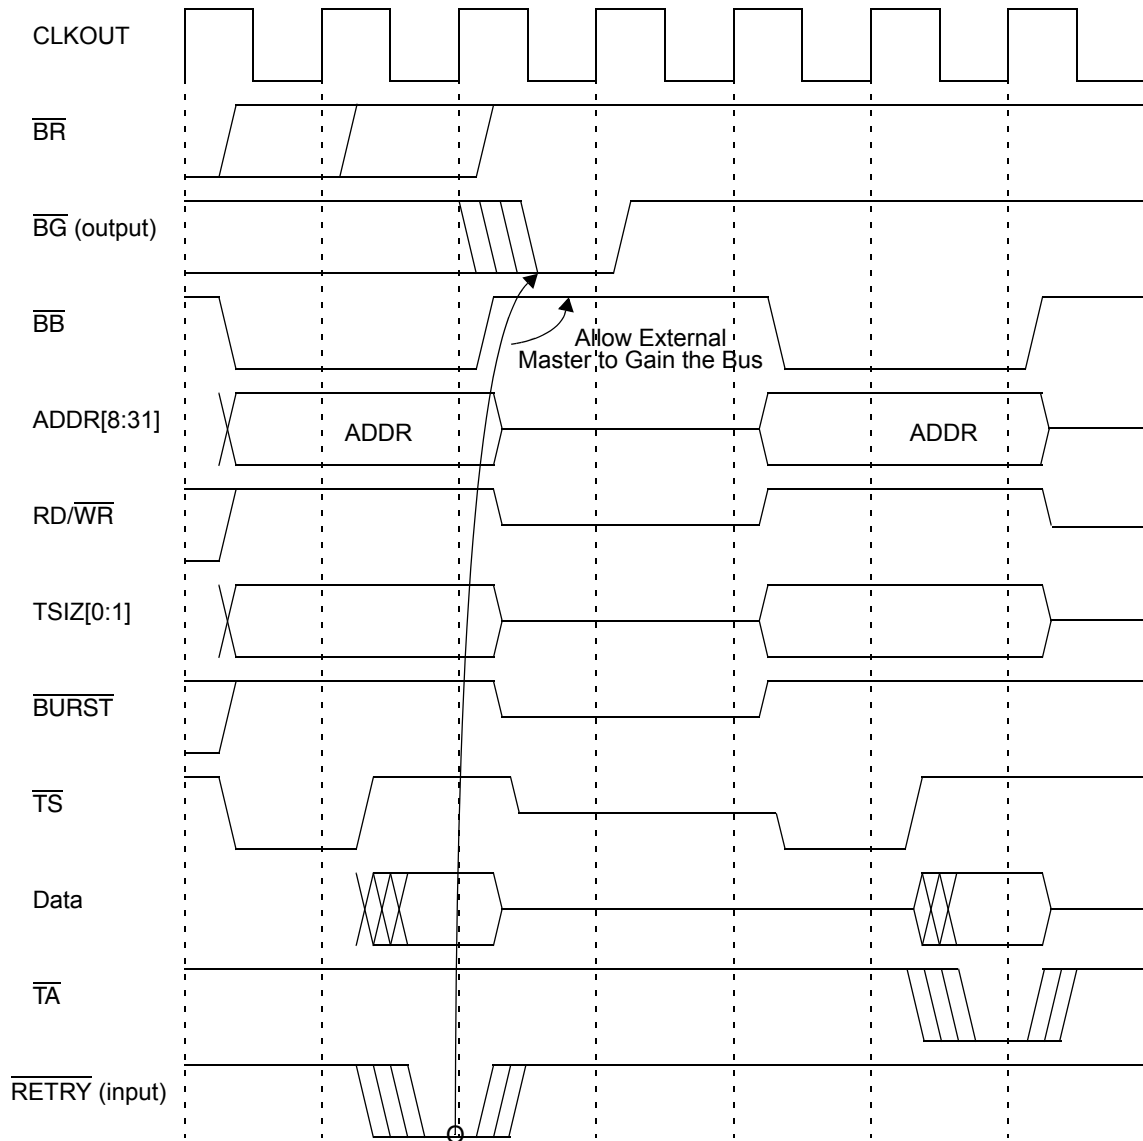 CLKOUT
BR
BG (output)
BB
Allow External
Master to Gain the Bus
ADDR[8:31]
ADDR
ADDR
RD/WR
TSIZ[0:1]
BURST
TS
Data
TA
RETRY (input)